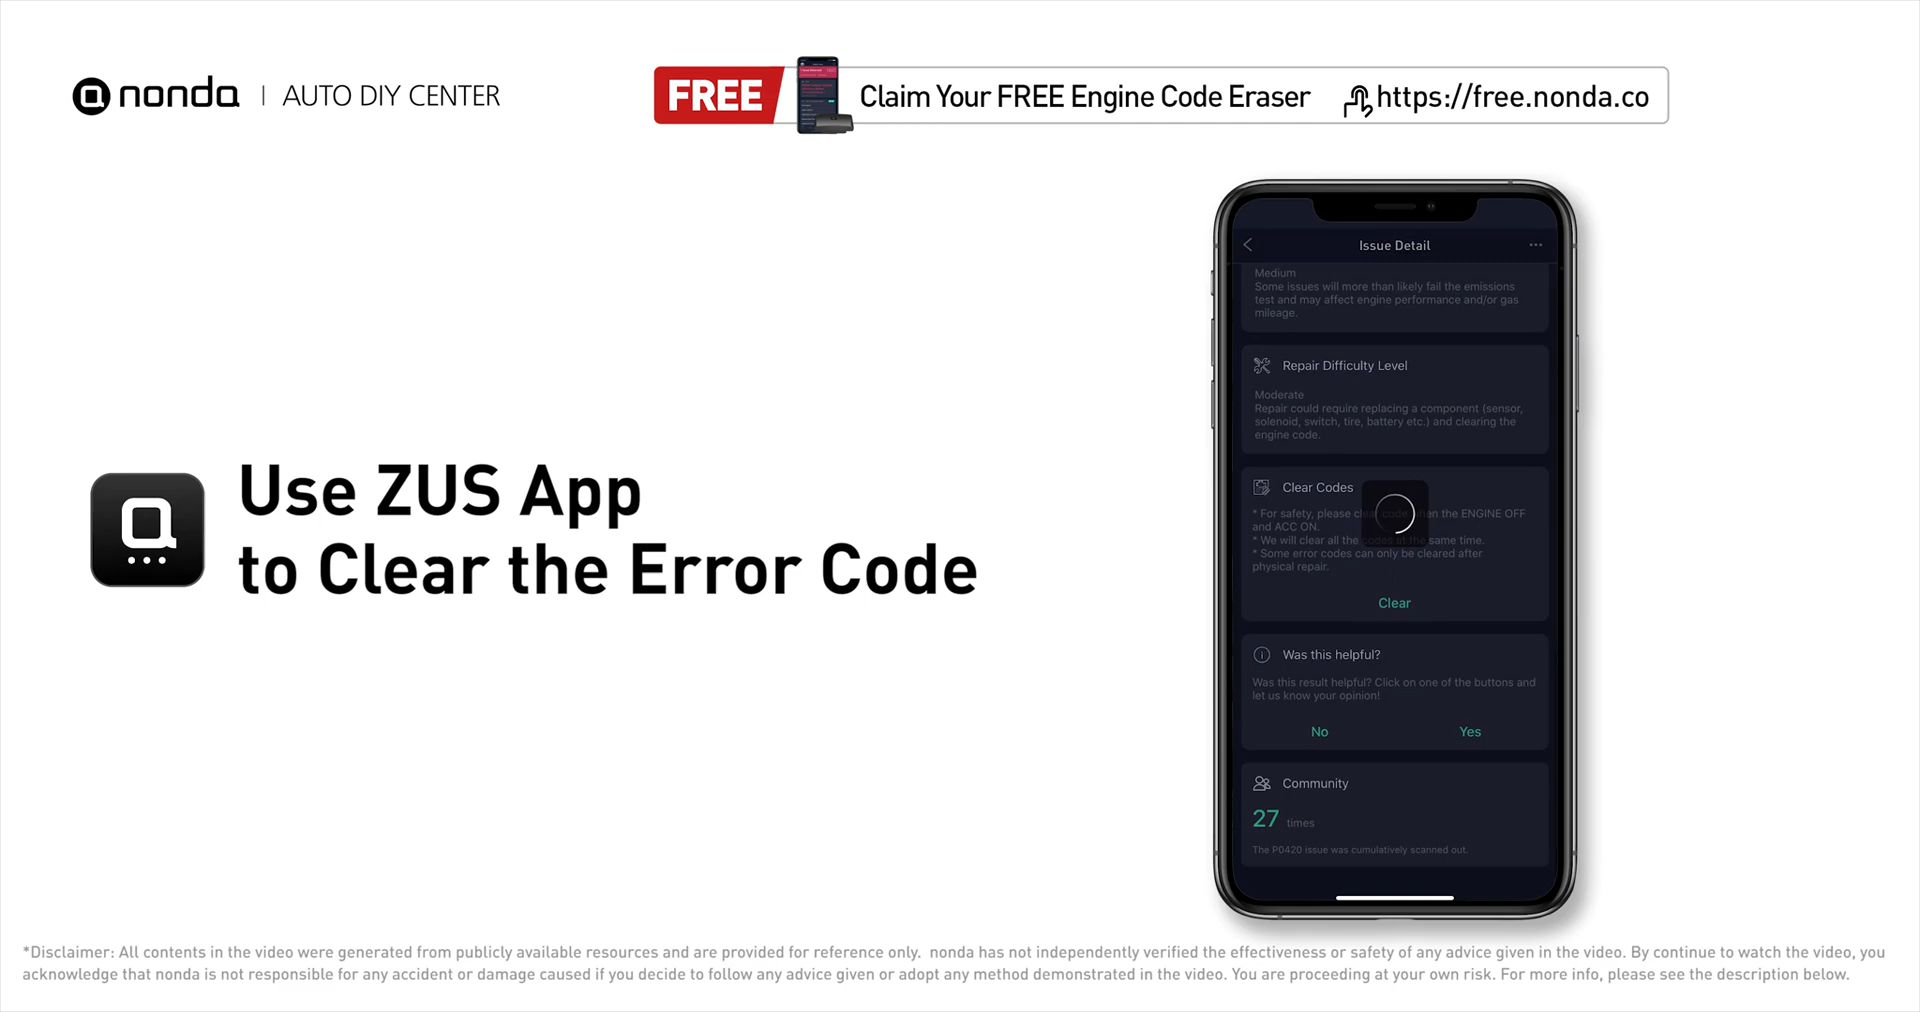 nonda | AUTO DIY CENTER
FREE Claim Your FREE Engine Code Eraser https://free.nonda.co
Use ZUS App
to Clear the Error Code
Issue Detail
Medium
Some issues will more than likely fail the emissions
test and may affect engine performance and/or gas
mileage.
Repair Difficulty Level
Moderate
Repair could require replacing a component (sensor,
solenoid, switch, tire, battery etc.) and clearing the
engine code.
Clear Codes
* For safety, please clear code when the ENGINE OFF
and ACC ON.
* We will clear all the codes at the same time.
* Some error codes can only be cleared after
physical repair.
Clear
Was this helpful?
Was this result helpful? Click on one of the buttons and
let us know your opinion!
No Yes
Community
27 times
The P0420 issue was cumulatively scanned out.
*Disclaimer: All contents in the video were generated from publicly available resources and are provided for reference only. nonda has not independently verified the effectiveness or safety of any advice given in the video. By continue to watch the video, you
acknowledge that nonda is not responsible for any accident or damage caused if you decide to follow any advice given or adopt any method demonstrated in the video. You are proceeding at your own risk. For more info, please see the description below.